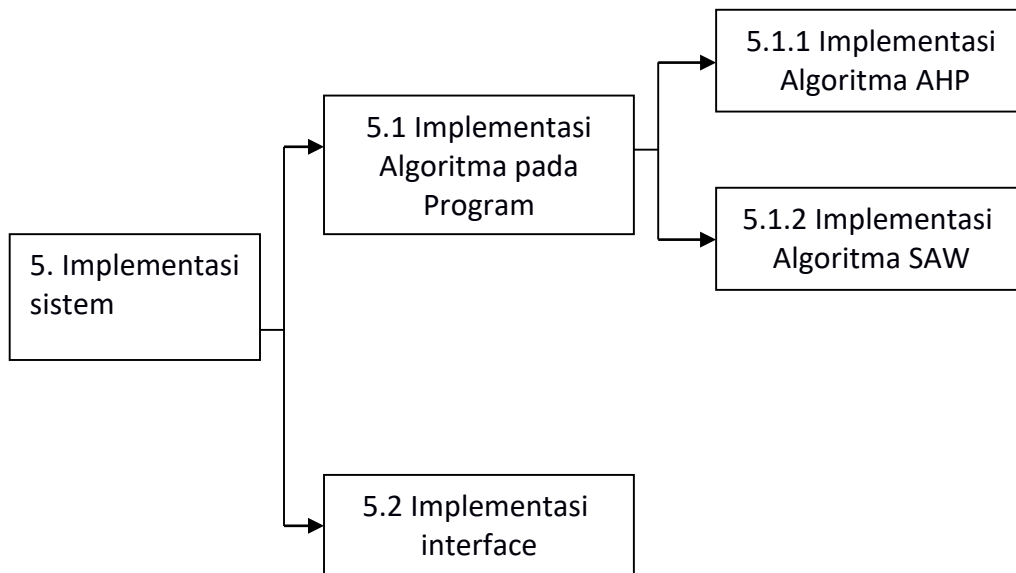 5. Implementasi
sistem
5.1 Implementasi
Algoritma pada
Program
5.1.1 Implementasi
Algoritma AHP
5.1.2 Implementasi
Algoritma SAW
5.2 Implementasi
interface